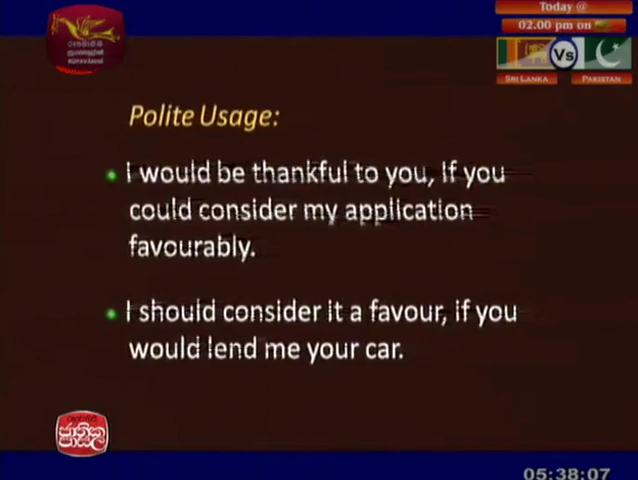 Today @
02.00 pm on
Vs
SRI LANKA
PAKISTAN
Polite Usage:
I would be thankful to you, if you
could consider my application
favourably.
I should consider it a favour, if you
would lend me your car.
05:38:07